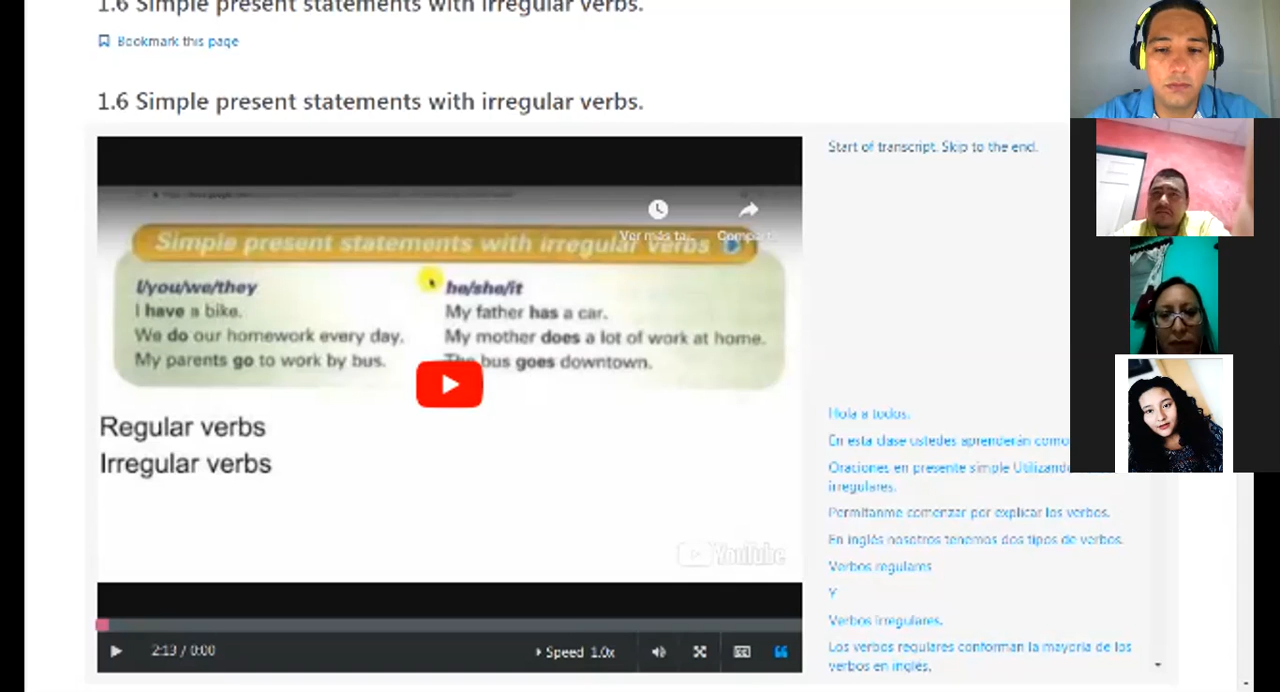 1.6 Simple present statements with irregular verbs.
Bookmark this page
1.6 Simple present statements with irregular verbs.
Ver más ta...
Compart...
Simple present statements with irregular verbs
I/you/we/they
I have a bike.
We do our homework every day.
My parents go to work by bus.
he/she/it
My father has a car.
My mother does a lot of work at home.
The bus goes downtown.
Regular verbs
Irregular verbs
YouTube
2:13 / 0:00
Speed 1.0x
CC
Start of transcript. Skip to the end.
Hola a todos.
En esta clase ustedes aprenderán como
Oraciones en presente simple Utilizando
irregulares.
Permítanme comenzar por explicar los verbos.
En inglés nosotros tenemos dos tipos de verbos.
Verbos regulares
Y
Verbos irregulares.
Los verbos regulares conforman la mayoría de los
verbos en inglés.